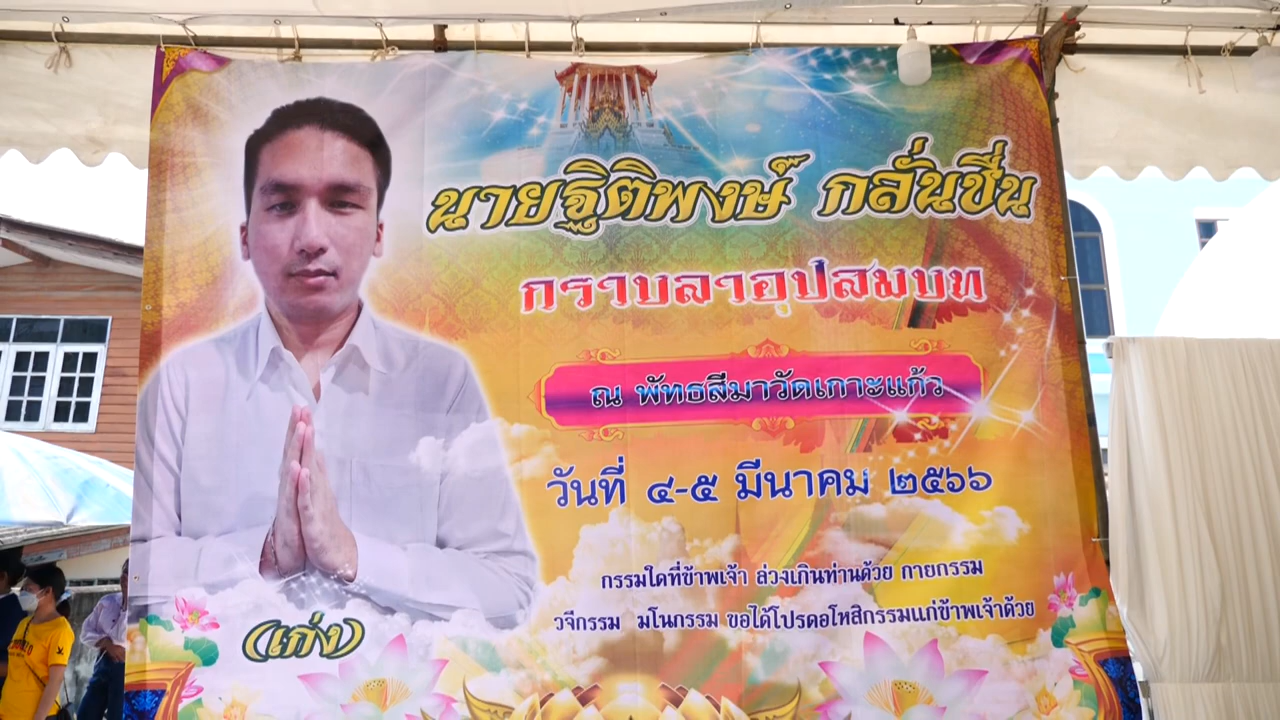 นายฐิติพงษ์ กลั่นชื่น
กราบลาอุปสมบท
ณ พัทธสีมาวัดเกาะแก้ว
วันที่ ๔-๕ มีนาคม ๒๕๖๖
กรรมใดที่ข้าพเจ้า ล่วงเกินท่านด้วย กายกรรม
วจีกรรม มโนกรรม ขอได้โปรดอโหสิกรรมแก่ข้าพเจ้าด้วย
(เก่ง)